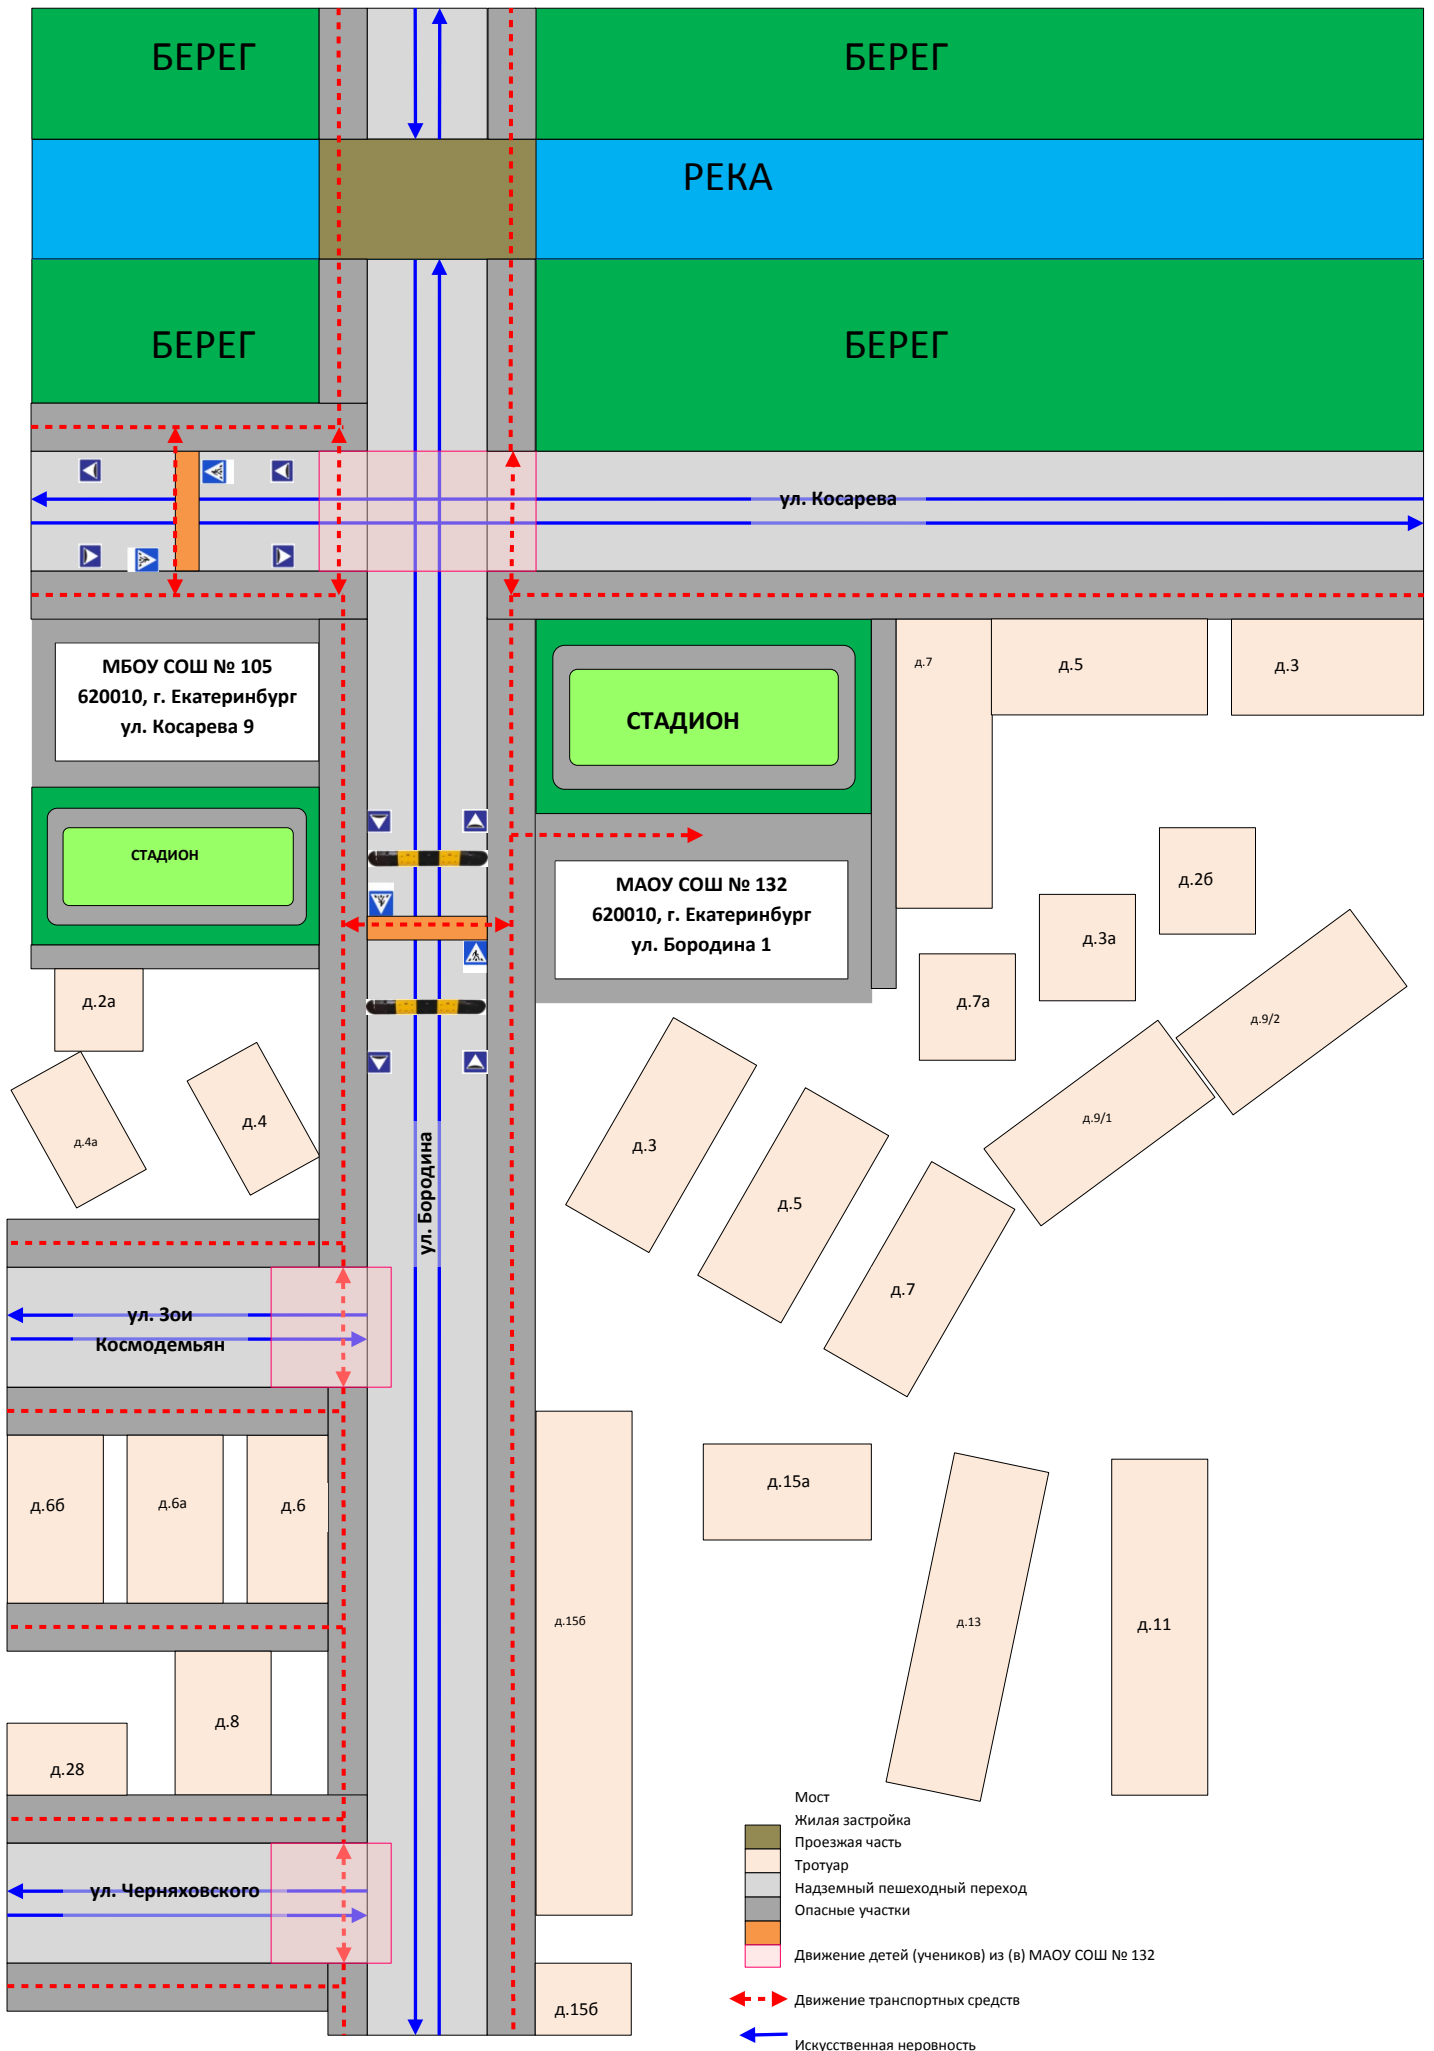 БЕРЕГ
БЕРЕГ
РЕКА
БЕРЕГ
БЕРЕГ
ул. Косарева
МБОУ СОШ № 105
620010, г. Екатеринбург
ул. Косарева 9
СТАДИОН
д.7
д.5
д.3
СТАДИОН
МАОУ СОШ № 132
620010, г. Екатеринбург
ул. Бородина 1
д.2б
д.3а
д.7а
д.9/2
д.9/1
д.2а
д.4а
д.4
ул. Бородина
д.3
д.5
д.7
ул. Зои
Космодемьян
д.6б
д.6а
д.6
д.15а
д.15б
д.13
д.11
д.8
д.28
ул. Черняховского
д.15б
Мост
Жилая застройка
Проезжая часть
Тротуар
Надземный пешеходный переход
Опасные участки
Движение детей (учеников) из (в) МАОУ СОШ № 132
Движение транспортных средств
Искусственная неровность